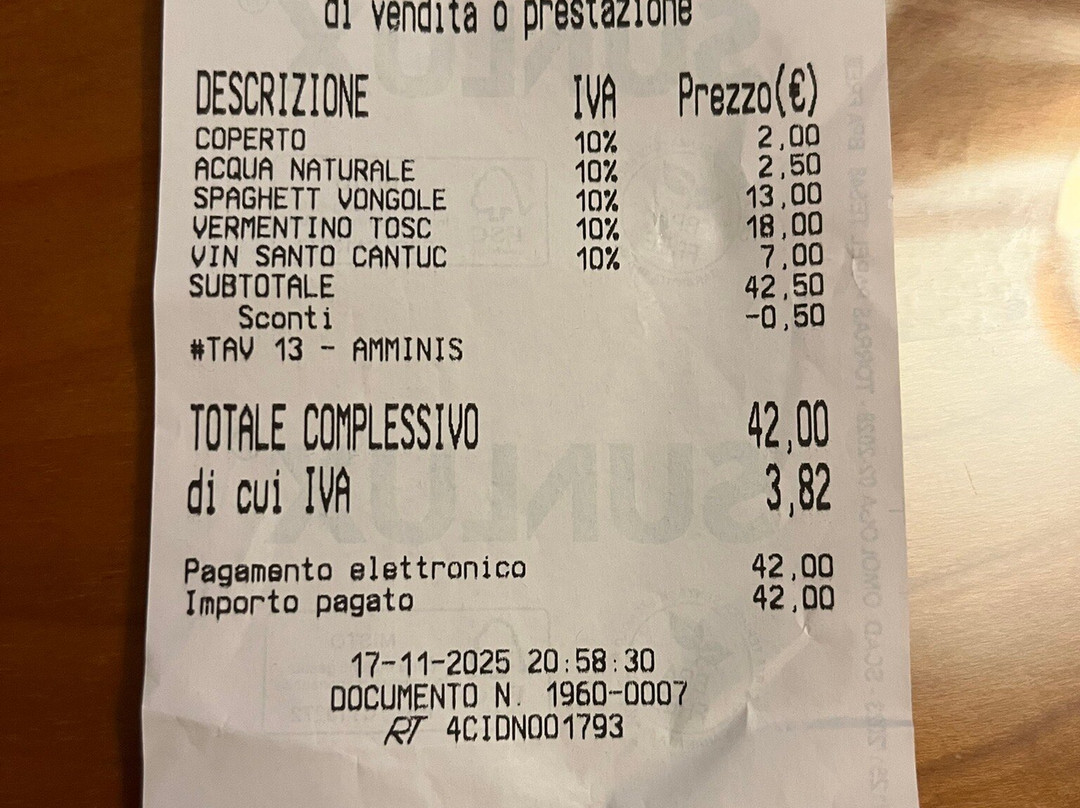 di vendita o prestazione
DESCRIZIONE IVA Prezzo(€)
COPERTO 10% 2,00
ACQUA NATURALE 10% 2,50
SPAGHETT VONGOLE 10% 13,00
VERMENTINO TOSC 10% 18,00
VIN SANTO CANTUC 10% 7,00
SUBTOTALE 42,50
Sconti -0,50
#TAV 13 - AMMINIS
TOTALE COMPLESSIVO 42,00
di cui IVA 3,82
Pagamento elettronico 42,00
Importo pagato 42,00
17-11-2025 20:58:30
DOCUMENTO N. 1960-0007
RT 4CIDN001793